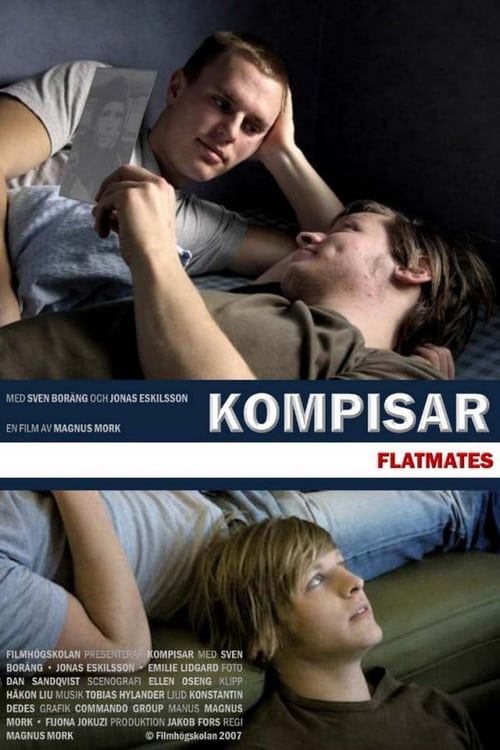 MED SVEN BORÄNG OCH JONAS ESKILSSON
EN FILM AV MAGNUS MORK
KOMPISAR
FLATMATES
FILMHÖGSKOLAN PRESENTERAR KOMPISAR MED SVEN
BORÄNG • JONAS ESKILSSON • EMILIE LIDGARD FOTO
DAN SANDQVIST SCENOGRAFI ELLEN OSENG KLIPP
HÅKON LIU MUSIK TOBIAS HYLANDER LJUD KONSTANTIN
DEDES GRAFIK COMMANDO GROUP MANUS MAGNUS
MORK • FIJONA JOKUZI PRODUKTION JAKOB FORS REGI
MAGNUS MORK © Filmhögskolan 2007